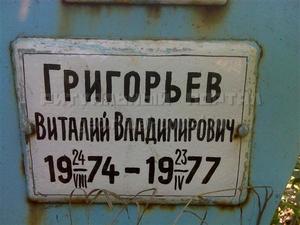 ГРИГОРЬЕВ
ВИТАЛИЙ ВЛАДИМИРОВИЧ
19 24/VIII 74 - 19 23/IV 77